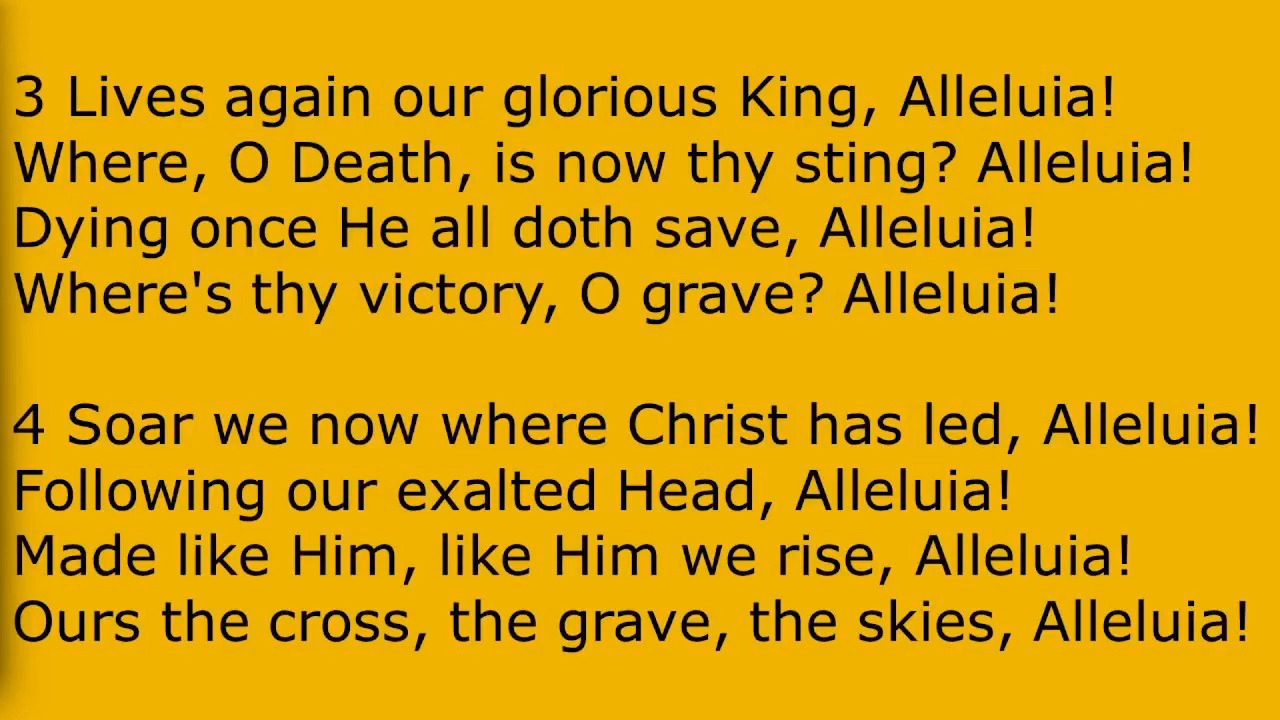 3 Lives again our glorious King, Alleluia!
Where, O Death, is now thy sting? Alleluia!
Dying once He all doth save, Alleluia!
Where's thy victory, O grave? Alleluia!
4 Soar we now where Christ has led, Alleluia!
Following our exalted Head, Alleluia!
Made like Him, like Him we rise, Alleluia!
Ours the cross, the grave, the skies, Alleluia!